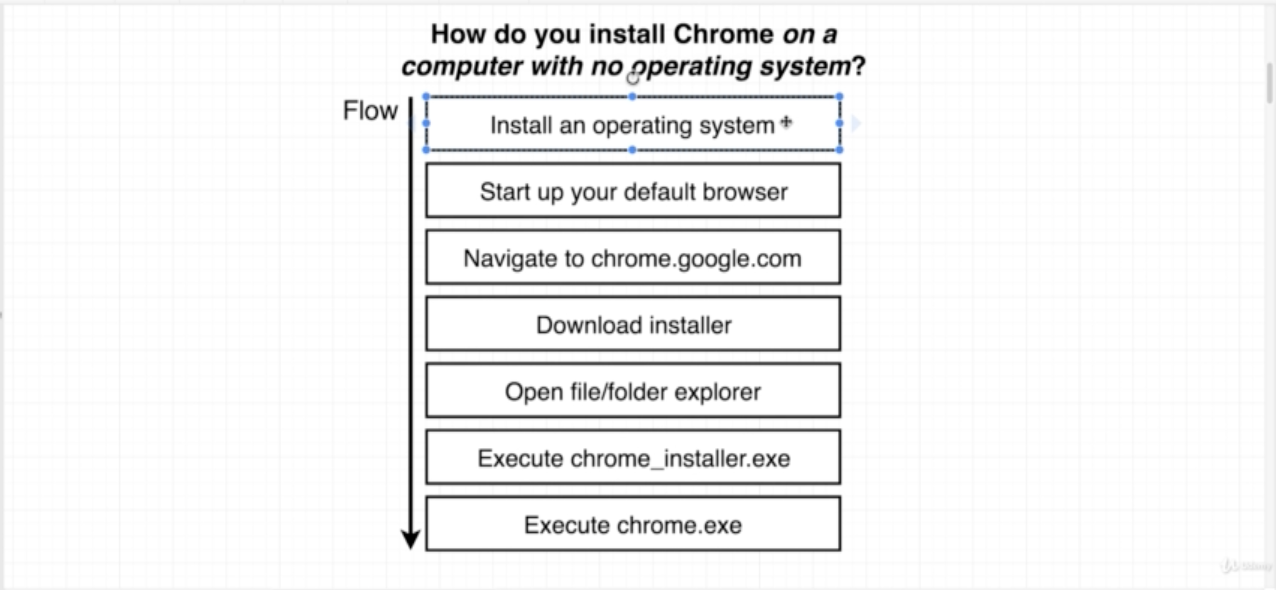 How do you install Chrome on a
computer with no operating system?
Flow
Install an operating system
Start up your default browser
Navigate to chrome.google.com
Download installer
Open file/folder explorer
Execute chrome_installer.exe
Execute chrome.exe
Udemy